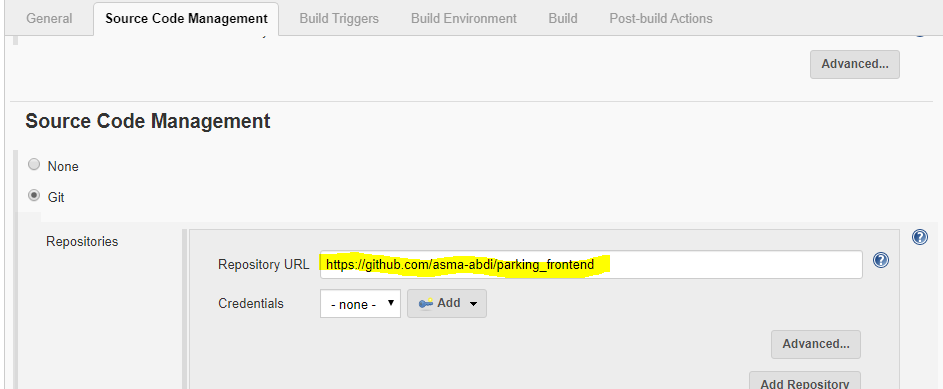 General Source Code Management Build Triggers Build Environment Build Post-build Actions
Advanced...
Source Code Management
None
Git
Repositories
Repository URL https://github.com/asma-abdi/parking_frontend
Credentials - none - Add
Advanced...
Add Repository